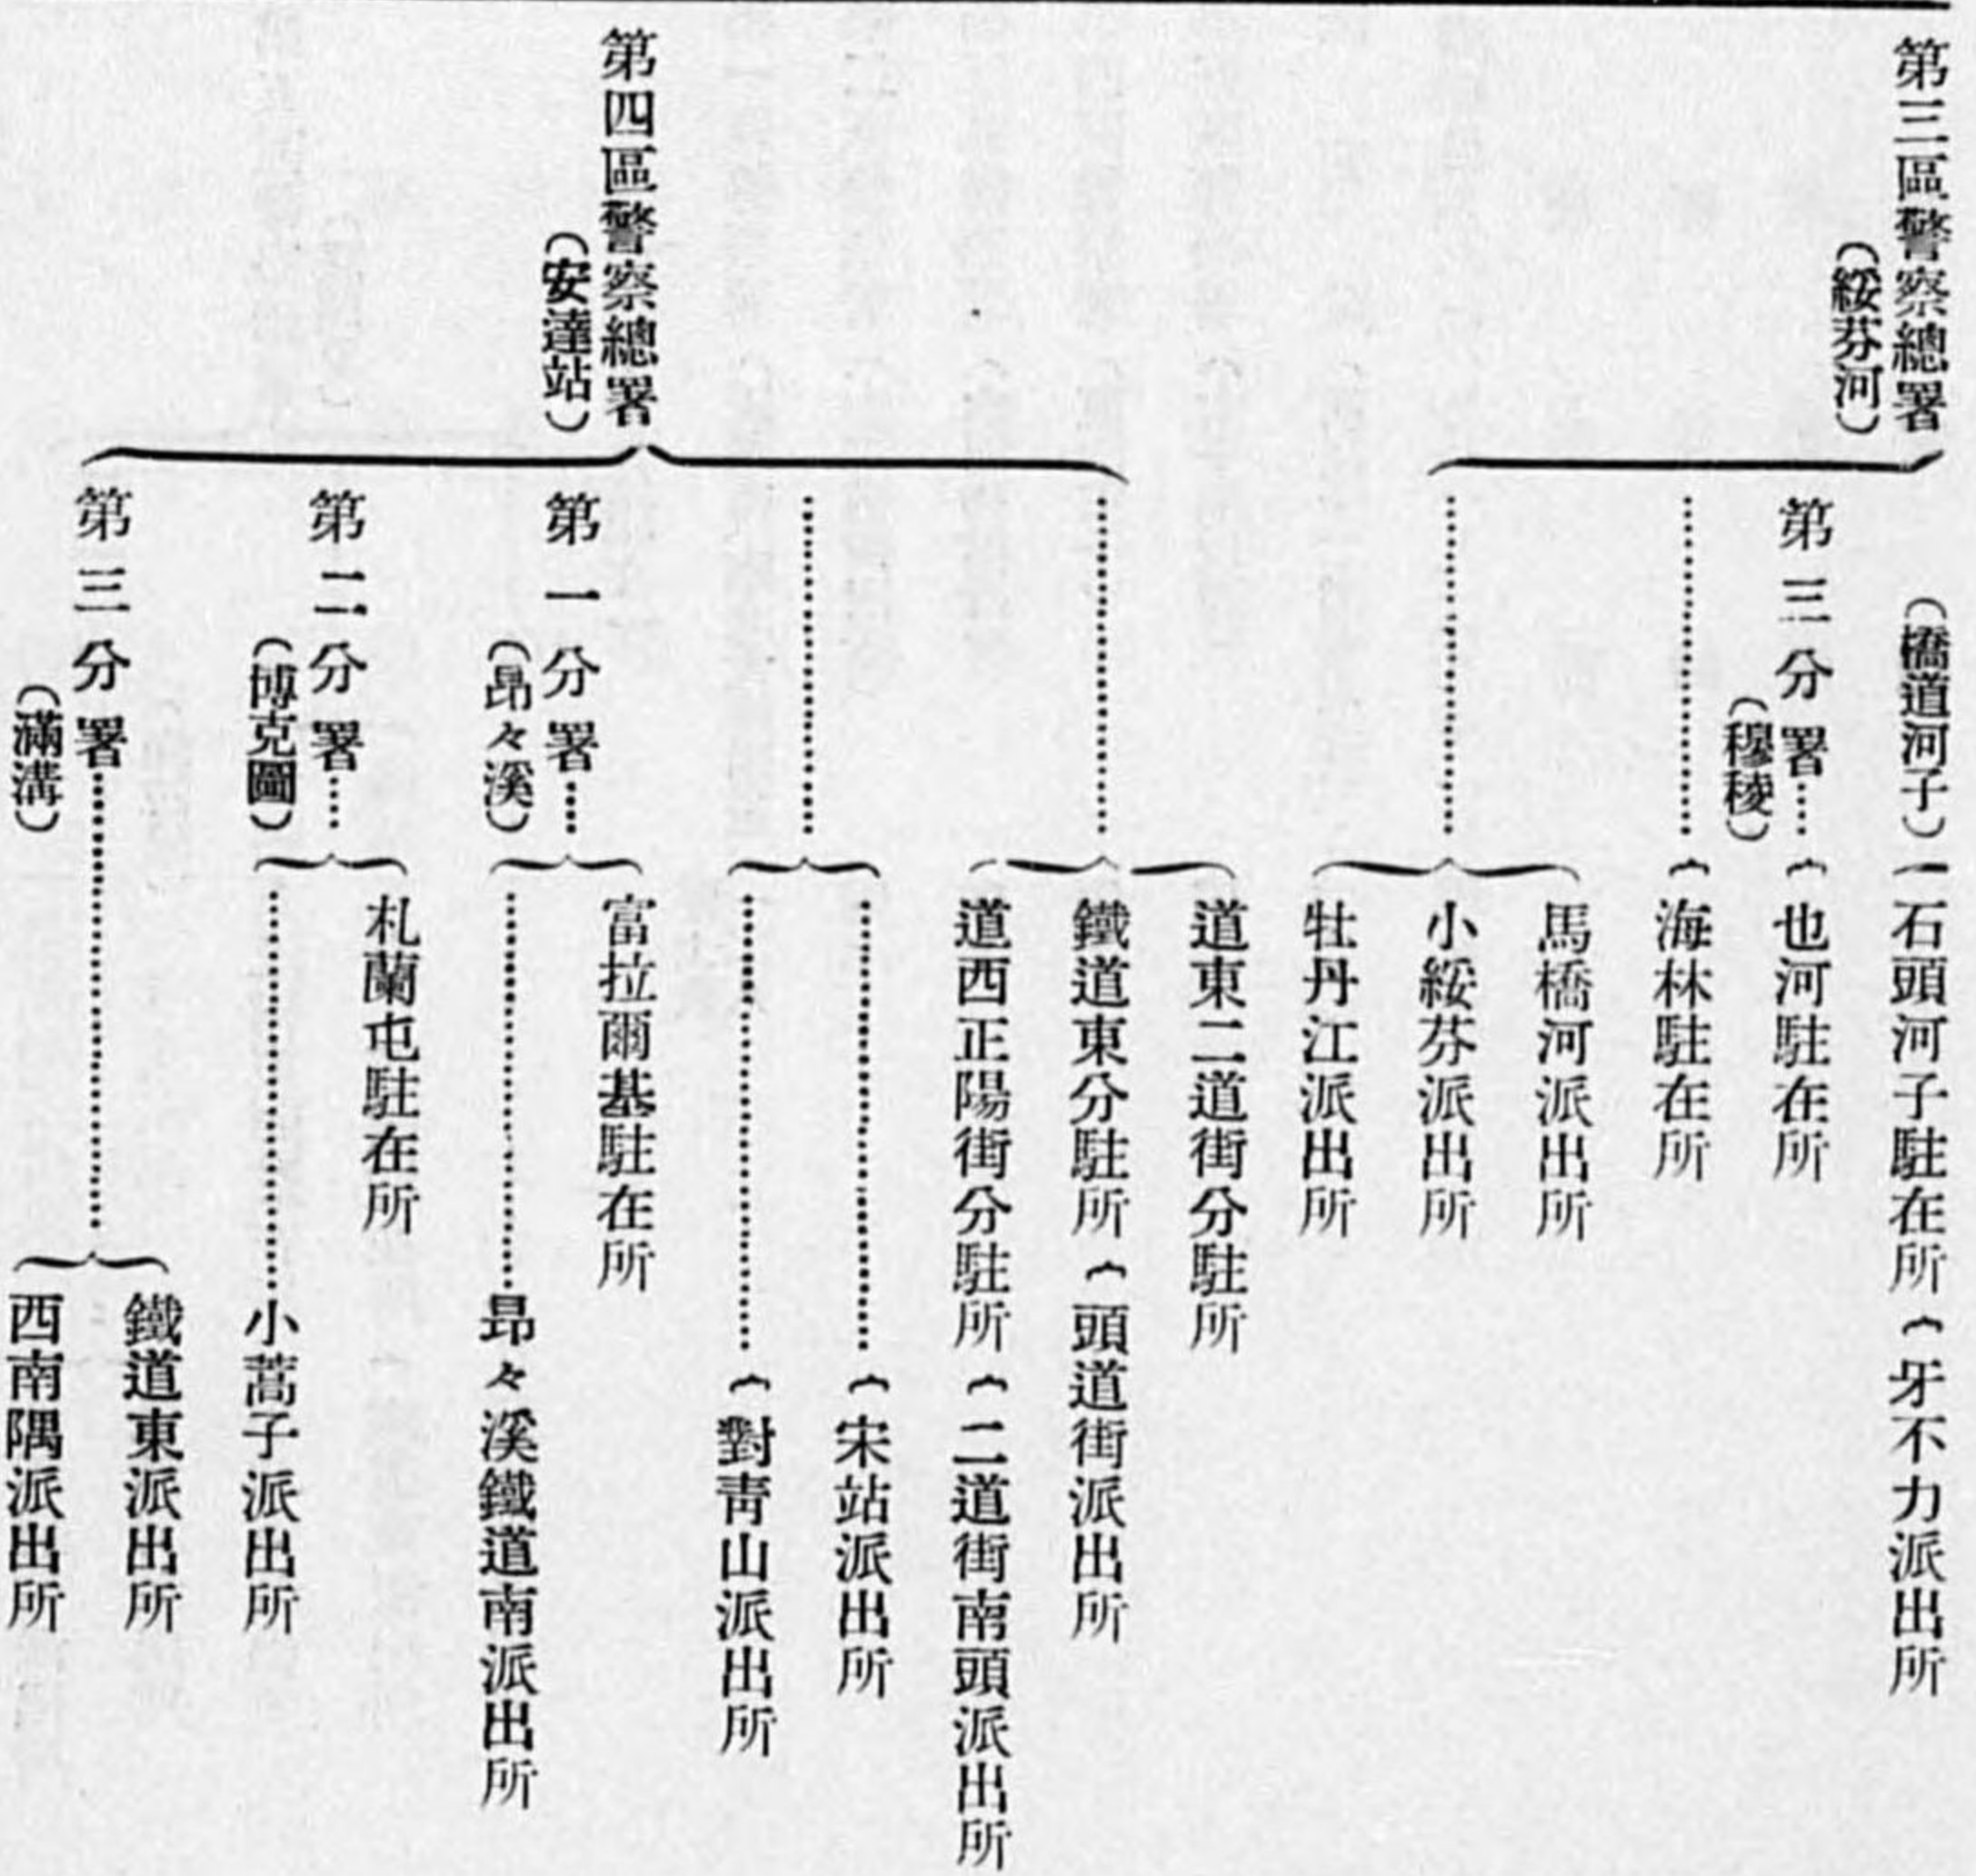 第三區警察總署
（綏芬河）
（橋道河子）
石頭河子駐在所
牙不力派出所
第三分署
（穆稜）
也河駐在所
海林駐在所
馬橋河派出所
小綏芬派出所
牡丹江派出所
第四區警察總署
（安達站）
道東二道街分駐所
鐵道東分駐所
頭道街派出所
道西正陽街分駐所
二道街南頭派出所
宋站派出所
對靑山派出所
第一分署
（昂々溪）
富拉爾基駐在所
昂々溪鐵道南派出所
第二分署
（博克圖）
札蘭屯駐在所
小蒿子派出所
第三分署
（滿溝）
鐵道東派出所
西南隅派出所